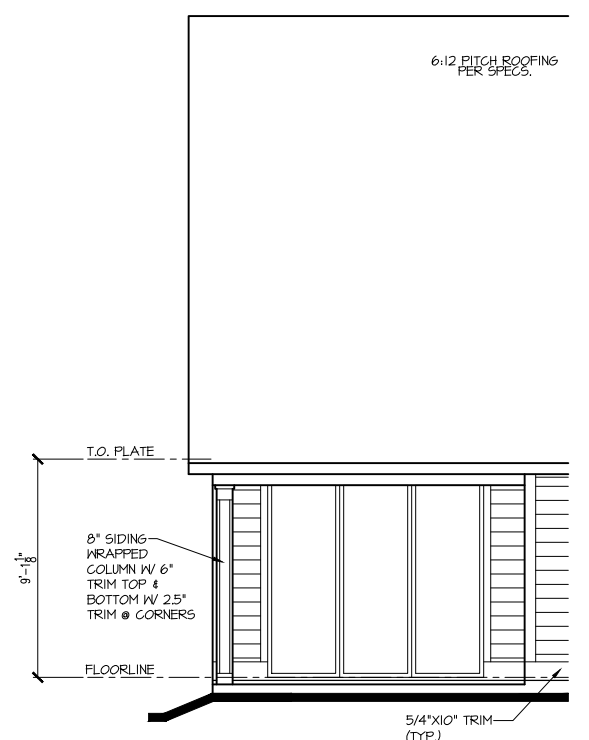 6:12 PITCH ROOFING
PER SPECS.
T.O. PLATE
9'-1 1/8"
8" SIDING
WRAPPED
COLUMN W/ 6"
TRIM TOP &
BOTTOM W/ 2.5"
TRIM @ CORNERS
FLOORLINE
5/4"X10" TRIM
(TYP.)